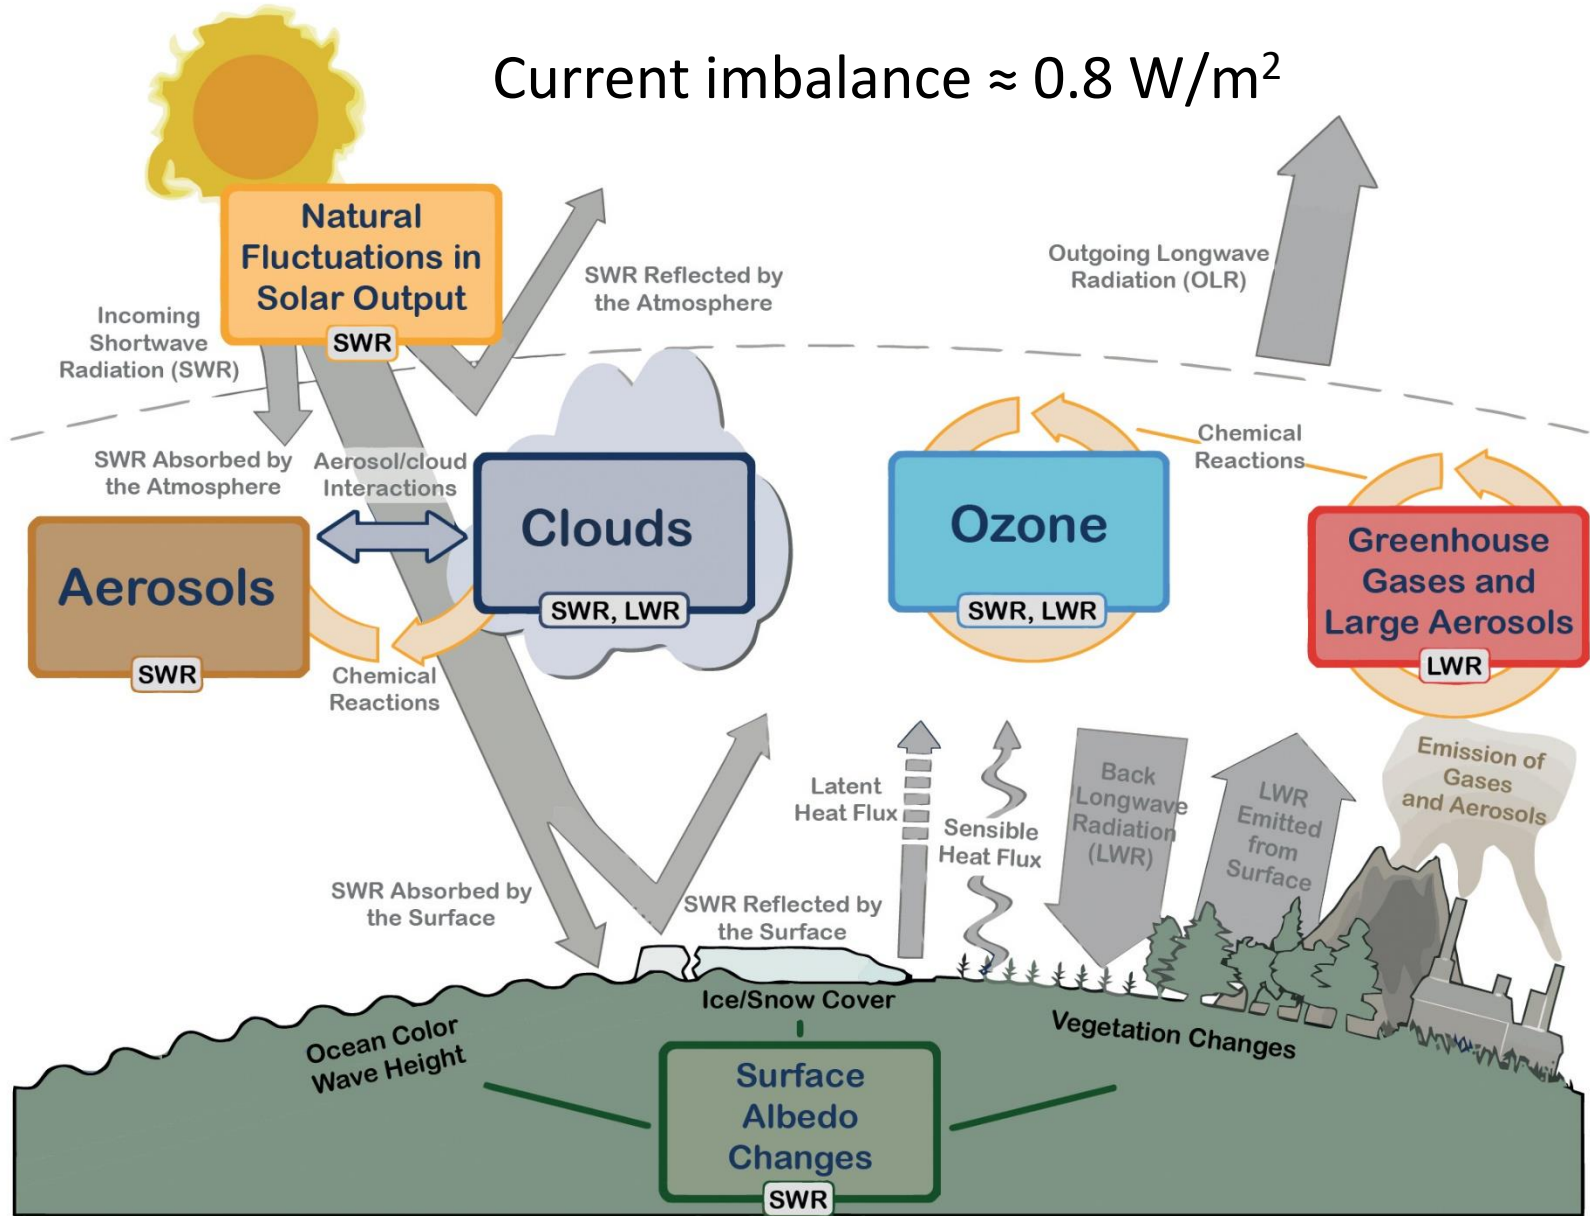 Current imbalance ≈ 0.8 W/m²
Natural
Fluctuations in
Solar Output
SWR
SWR Reflected by
the Atmosphere
Outgoing Longwave
Radiation (OLR)
Incoming
Shortwave
Radiation (SWR)
SWR Absorbed by
the Atmosphere
Aerosol/cloud
Interactions
Chemical
Reactions
Aerosols
SWR
Clouds
SWR, LWR
Ozone
SWR, LWR
Greenhouse
Gases and
Large Aerosols
LWR
Chemical
Reactions
Emission of
Gases
and Aerosols
Latent
Heat Flux
Sensible
Heat Flux
Back
Longwave
Radiation
(LWR)
LWR
Emitted
from
Surface
SWR Absorbed by
the Surface
SWR Reflected by
the Surface
Ice/Snow Cover
Ocean Color
Wave Height
Vegetation Changes
Surface
Albedo
Changes
SWR